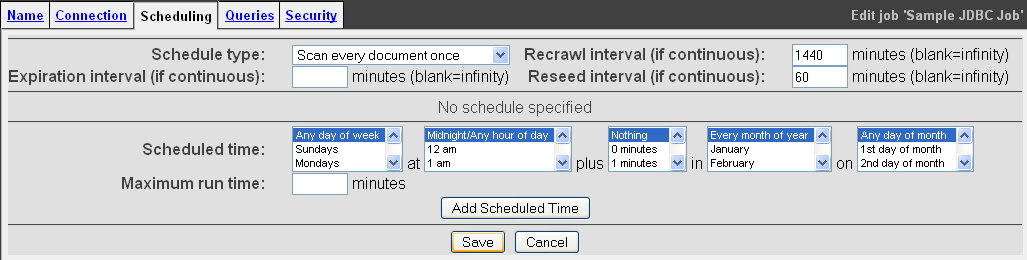 Name Connection Scheduling Queries Security Edit job 'Sample JDBC Job'
Schedule type: Scan every document once Recrawl interval (if continuous): 1440 minutes (blank=infinity)
Expiration interval (if continuous): minutes (blank=infinity) Reseed interval (if continuous): 60 minutes (blank=infinity)
No schedule specified
Any day of week Midnight/Any hour of day Nothing Every month of year Any day of month
Scheduled time: Sundays 12 am 0 minutes January 1st day of month
Mondays at 1 am plus 1 minutes in February on 2nd day of month
Maximum run time: minutes
Add Scheduled Time
Save Cancel